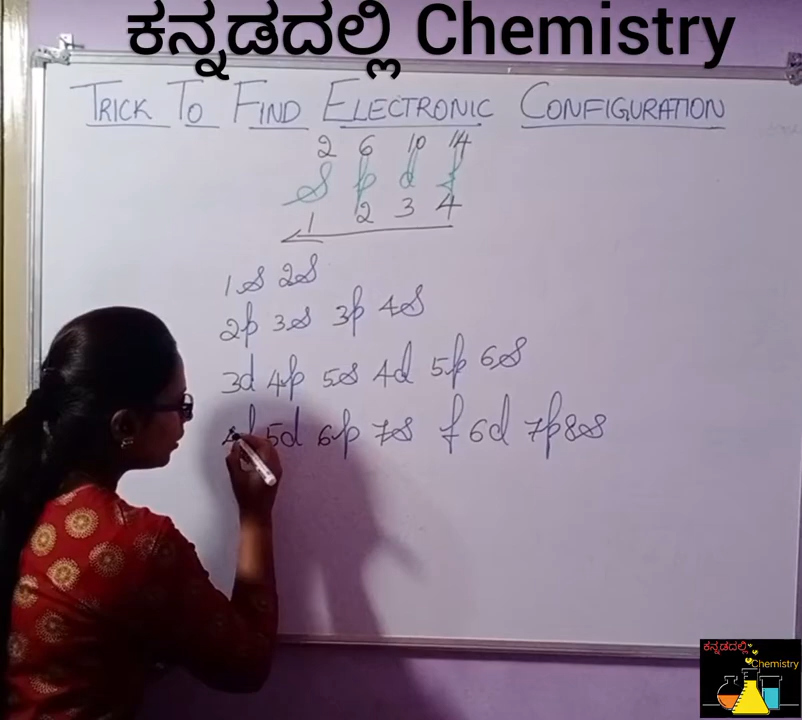 ಕನ್ನಡದಲ್ಲಿ Chemistry
TRICK TO FIND ELECTRONIC CONFIGURATION
2 6 10 14
s p d f
1 2 3 4
1s 2s
2p 3s 3p 4s
3d 4p 5s 4d 5p 6s
4f 5d 6p 7s f 6d 7p 8s
ಕನ್ನಡದಲ್ಲಿ
Chemistry